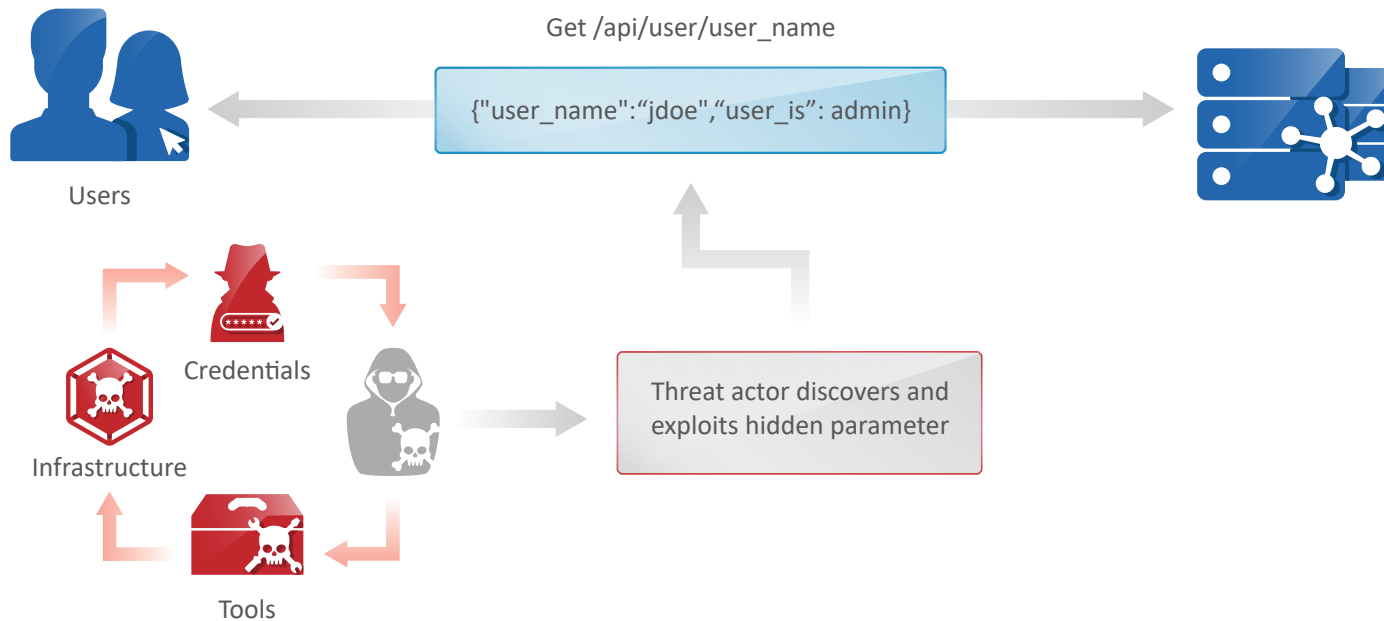 Get /api/user/user_name
{"user_name":“jdoe",“user_is”: admin}
Users
Credentials
Threat actor discovers and
exploits hidden parameter
Infrastructure
Tools